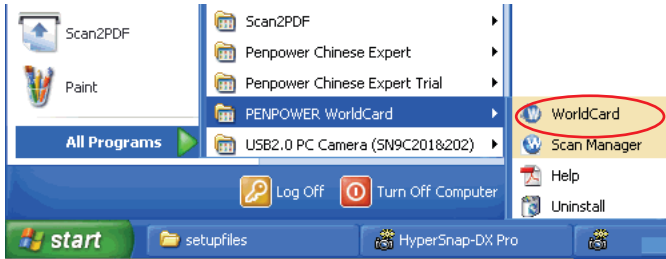 Scan2PDF
Paint
All Programs
Scan2PDF
Penpower Chinese Expert
Penpower Chinese Expert Trial
PENPOWER WorldCard
USB2.0 PC Camera (SN9C201&202)
WorldCard
Scan Manager
Help
Uninstall
Log Off
Turn Off Computer
start
setupfiles
HyperSnap-DX Pro